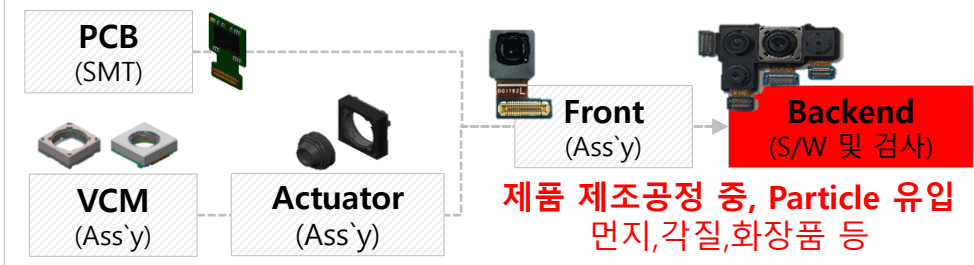 PCB
(SMT)
DG1162L
VCM
(Ass`y)
Actuator
(Ass`y)
Front
(Ass`y)
Backend
(S/W 및 검사)
제품 제조공정 중, Particle 유입
먼지,각질,화장품 등